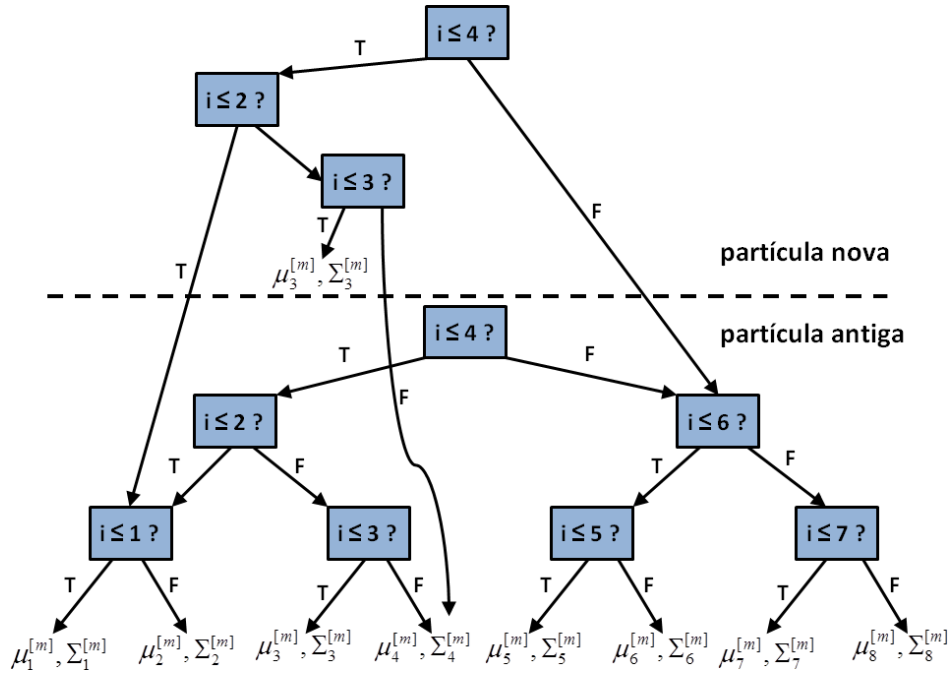 i ≤ 4 ?
T
i ≤ 2 ?
i ≤ 3 ?
F
T
T
partícula nova
μ₃^[m], Σ₃^[m]
partícula antiga
i ≤ 4 ?
T
F
F
i ≤ 2 ?
i ≤ 6 ?
T
F
T
F
i ≤ 1 ?
i ≤ 3 ?
i ≤ 5 ?
i ≤ 7 ?
T
F
T
F
T
F
T
F
μ₁^[m], Σ₁^[m]
μ₂^[m], Σ₂^[m]
μ₃^[m], Σ₃^[m]
μ₄^[m], Σ₄^[m]
μ₅^[m], Σ₅^[m]
μ₆^[m], Σ₆^[m]
μ₇^[m], Σ₇^[m]
μ₈^[m], Σ₈^[m]